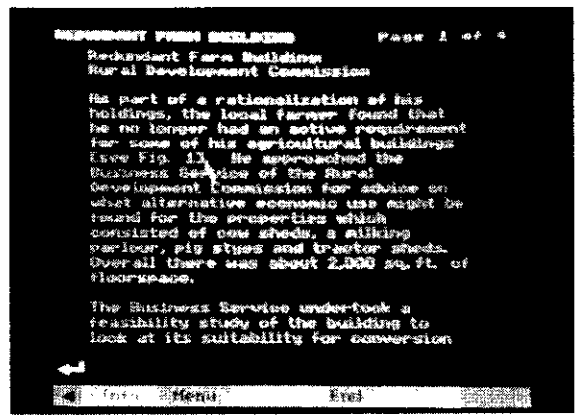 REDUNDANT FARM BUILDING Page 1 of 4
Redundant Farm Building
Rural Development Commission
As part of a rationalization of his
holdings, the local farmer found that
he no longer had an active requirement
for some of his agricultural buildings
(see Fig. 1). He approached the
Business Service of the Rural
Development Commission for advice on
what alternative economic use might be
found for the properties which
consisted of cow sheds, a milking
parlour, pig styes and tractor sheds.
Overall there was about 2,000 sq.ft. of
floorspace.
The Business Service undertook a
feasibility study of the building to
look at its suitability for conversion
Info Menu